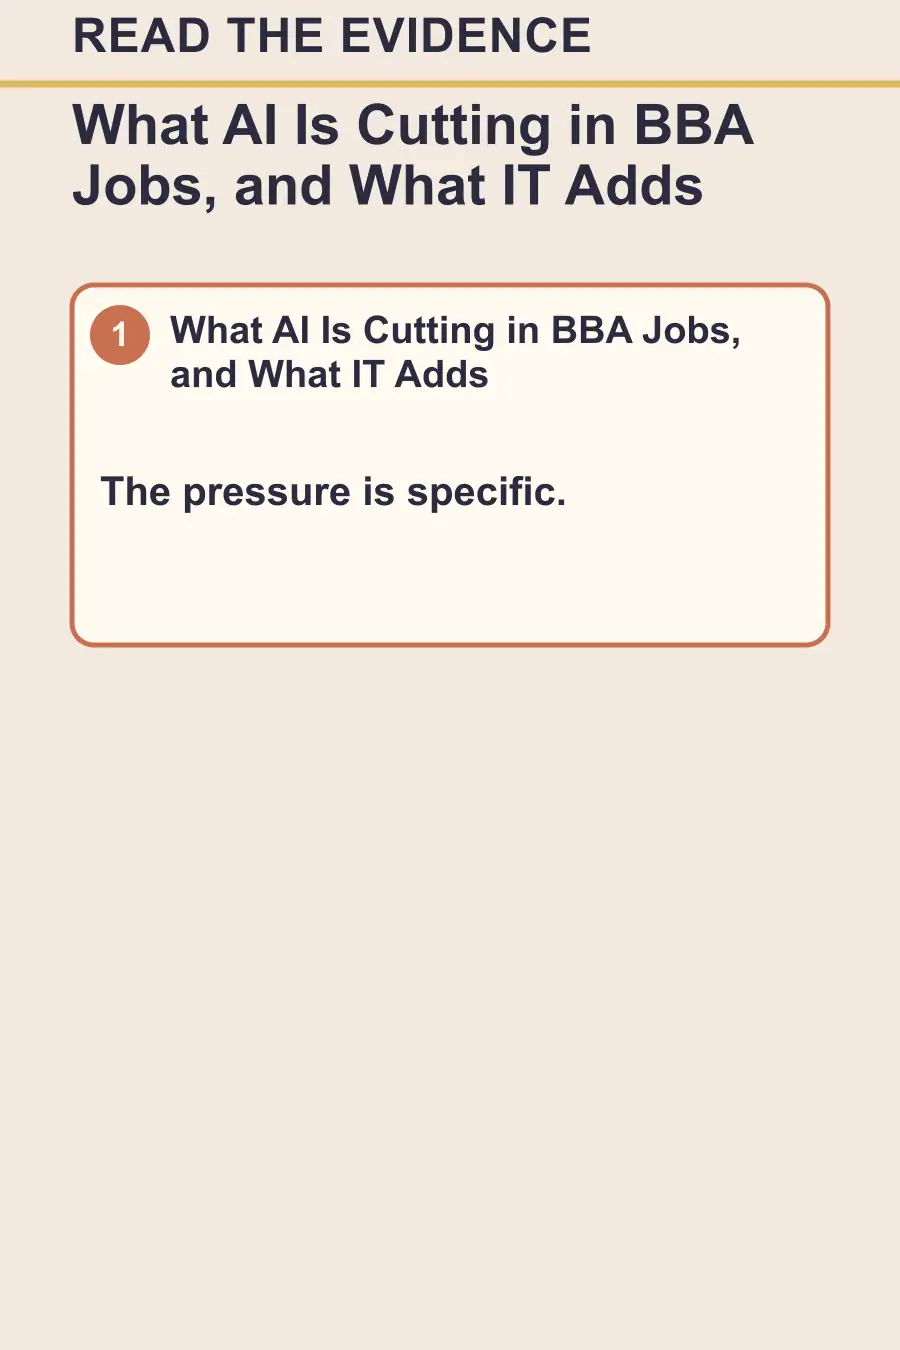 READ THE EVIDENCE
What AI Is Cutting in BBA
Jobs, and What IT Adds
1
What AI Is Cutting in BBA Jobs,
and What IT Adds
The pressure is specific.